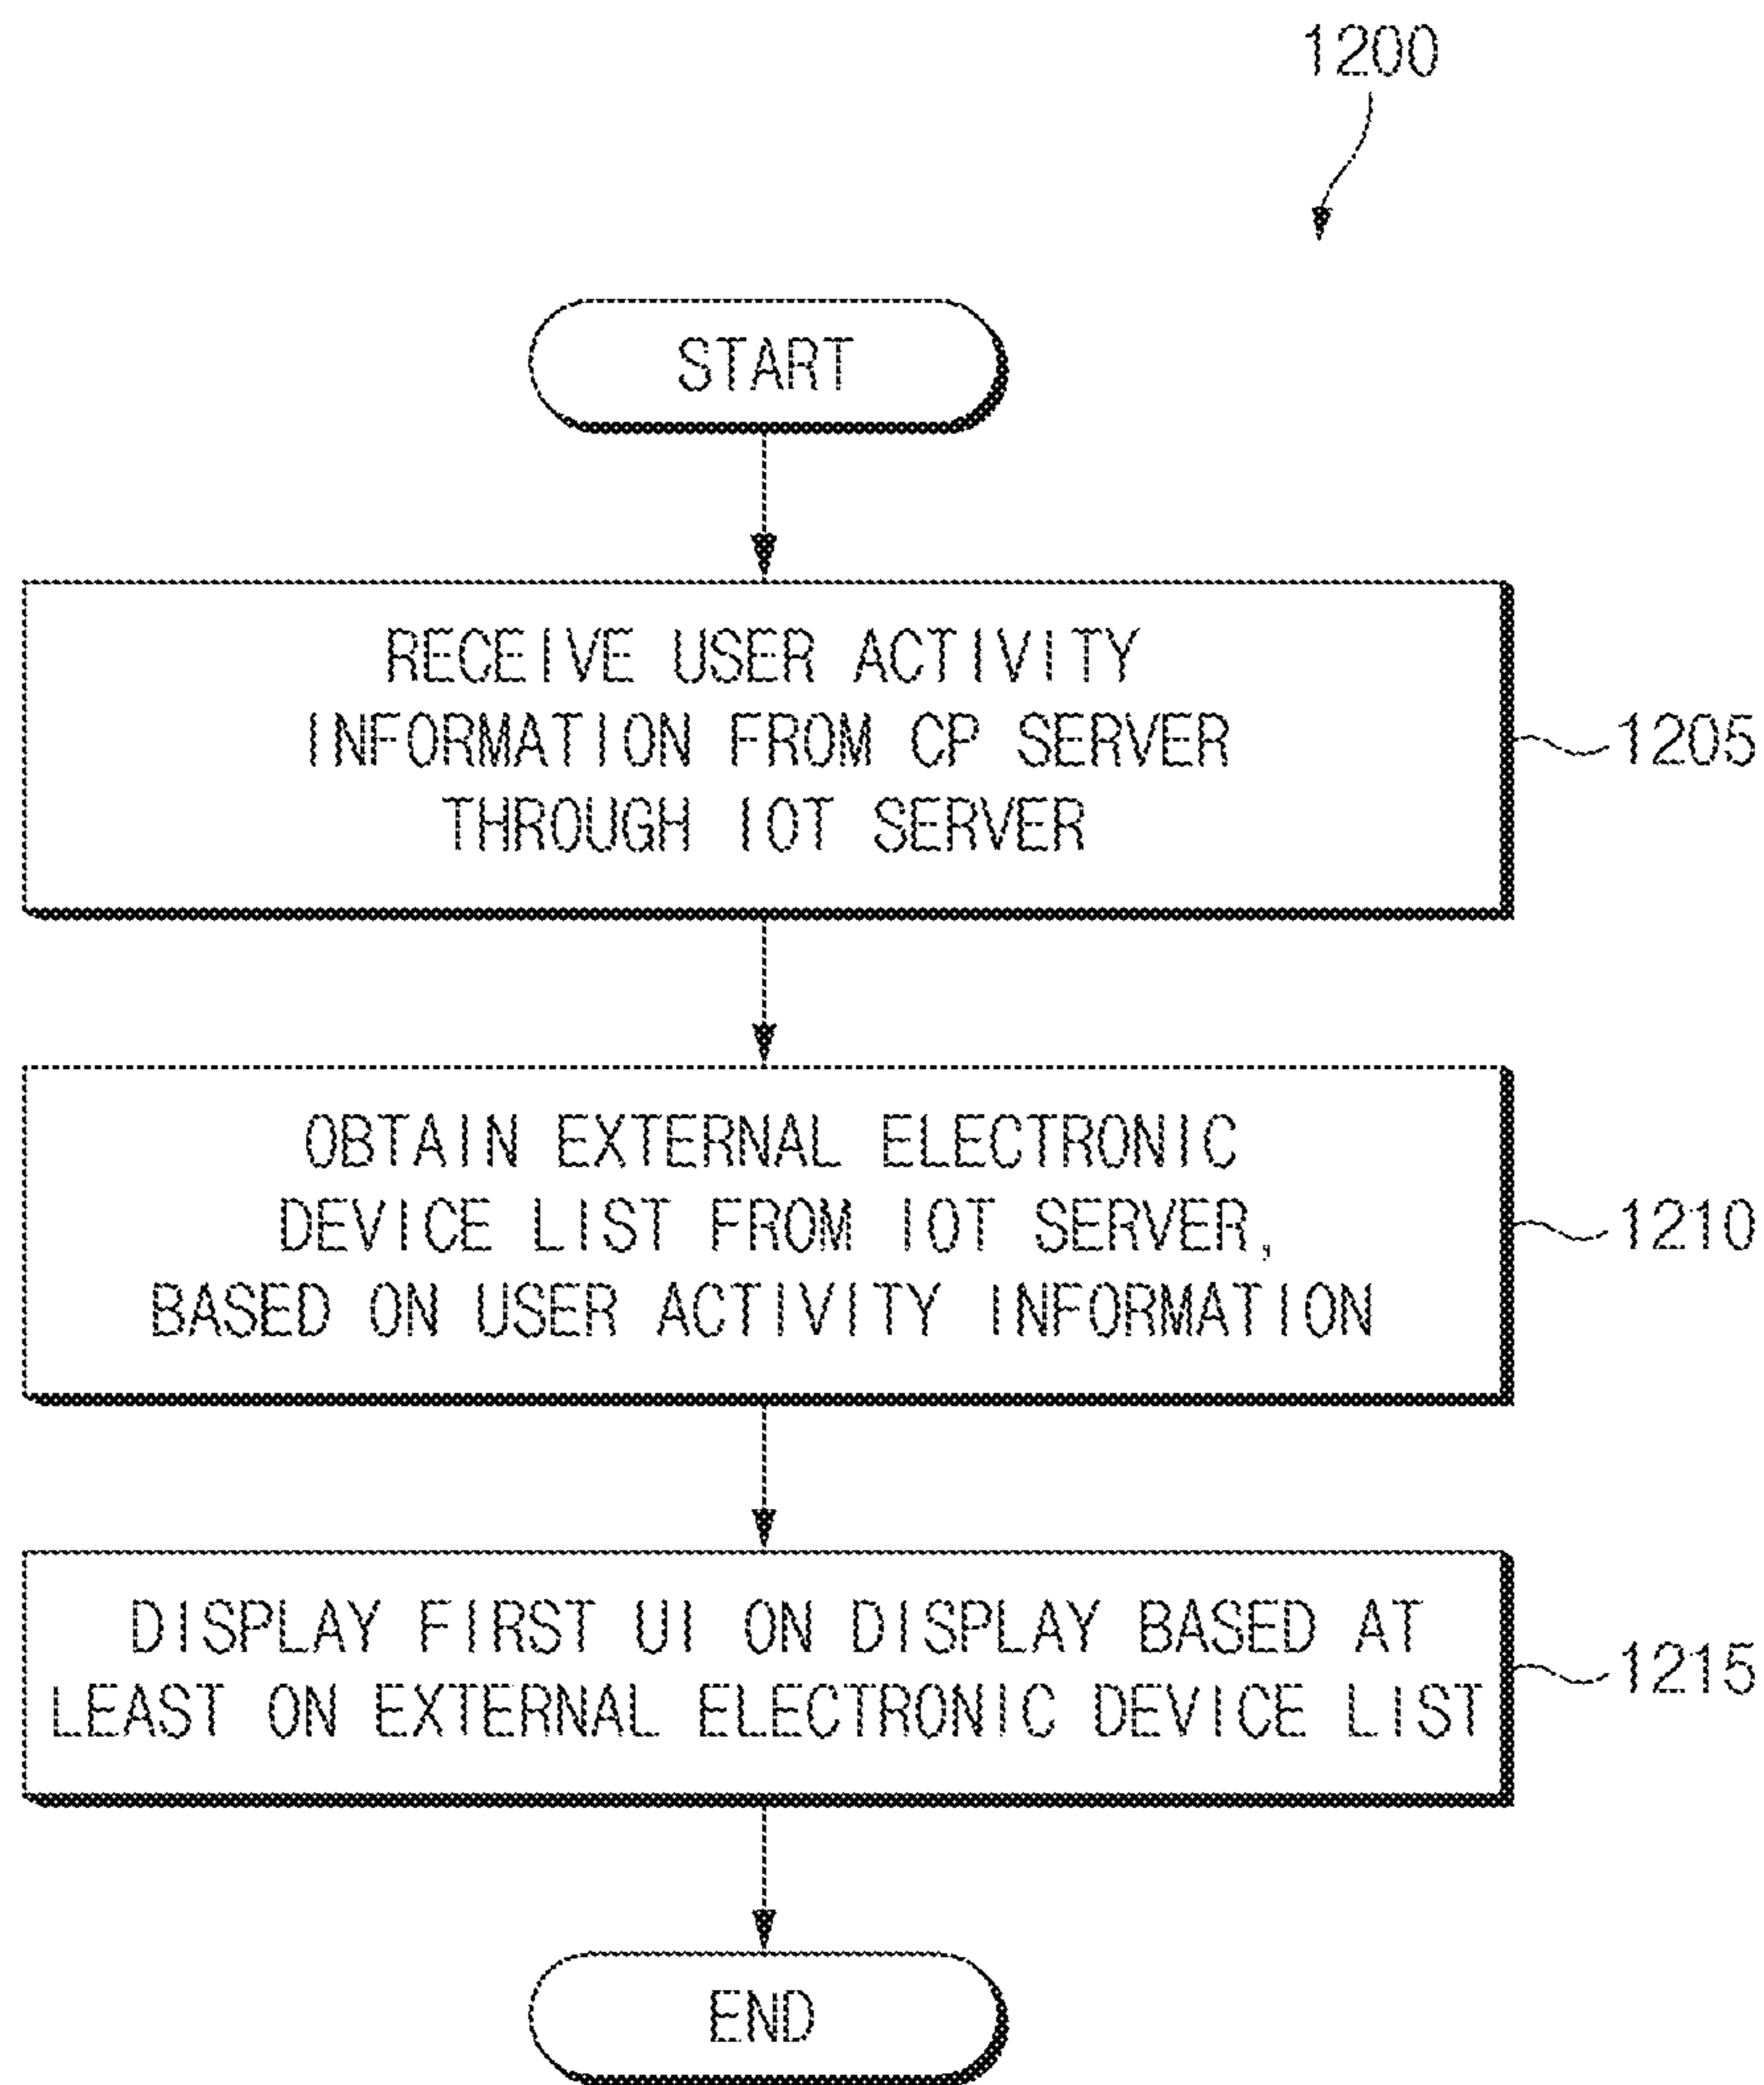 1200
START
RECEIVE USER ACTIVITY
INFORMATION FROM CP SERVER
THROUGH IOT SERVER
1205
OBTAIN EXTERNAL ELECTRONIC
DEVICE LIST FROM IOT SERVER,
BASED ON USER ACTIVITY INFORMATION
1210
DISPLAY FIRST UI ON DISPLAY BASED AT
LEAST ON EXTERNAL ELECTRONIC DEVICE LIST
1215
END